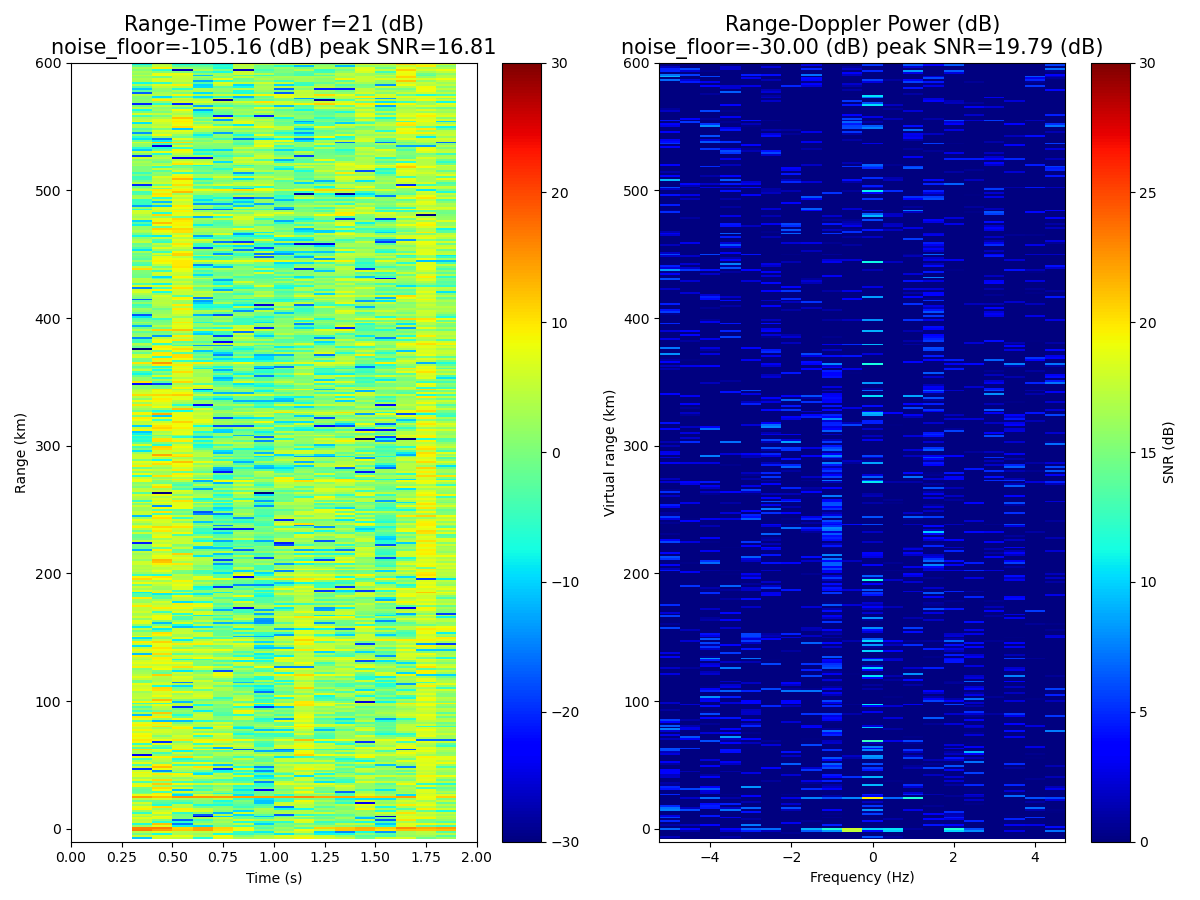 Range-Time Power f=21 (dB)
noise_floor=-105.16 (dB) peak SNR=16.81
Range-Doppler Power (dB)
noise_floor=-30.00 (dB) peak SNR=19.79 (dB)
Range (km)
600
500
400
300
200
100
0
0.00 0.25 0.50 0.75 1.00 1.25 1.50 1.75 2.00
Time (s)
30
20
10
0
−10
−20
−30
Virtual range (km)
600
500
400
300
200
100
0
−4 −2 0 2 4
Frequency (Hz)
30
25
20
15
10
5
0
SNR (dB)